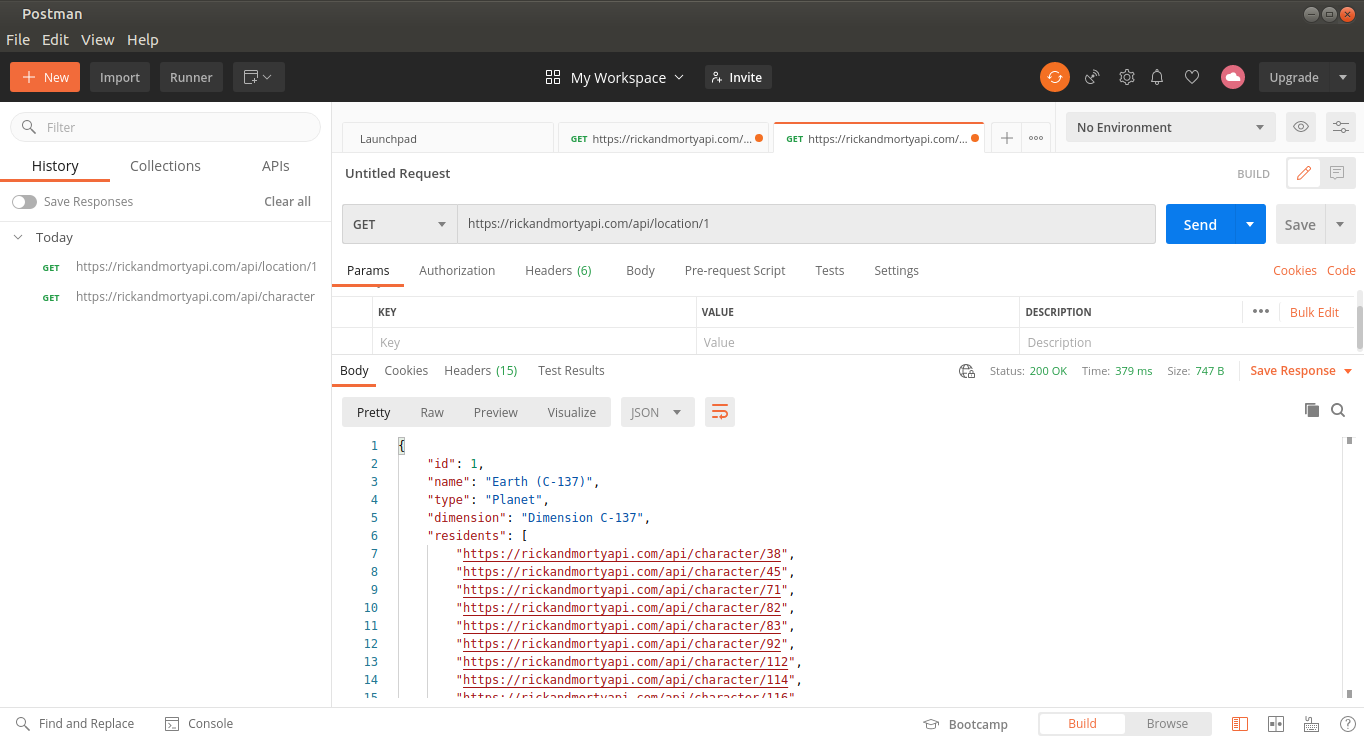 Postman
File Edit View Help
New Import Runner My Workspace Invite Upgrade
Filter
History Collections APIs
Save Responses Clear all
Today
GET https://rickandmortyapi.com/api/location/1
GET https://rickandmortyapi.com/api/character
Launchpad GET https://rickandmortyapi.com/... GET https://rickandmortyapi.com/... No Environment
Untitled Request BUILD
GET https://rickandmortyapi.com/api/location/1 Send Save
Params Authorization Headers (6) Body Pre-request Script Tests Settings Cookies Code
KEY VALUE DESCRIPTION Bulk Edit
Key Value Description
Body Cookies Headers (15) Test Results Status: 200 OK Time: 379 ms Size: 747 B Save Response
Pretty Raw Preview Visualize JSON
1 {
2 "id": 1,
3 "name": "Earth (C-137)",
4 "type": "Planet",
5 "dimension": "Dimension C-137",
6 "residents": [
7 "https://rickandmortyapi.com/api/character/38",
8 "https://rickandmortyapi.com/api/character/45",
9 "https://rickandmortyapi.com/api/character/71",
10 "https://rickandmortyapi.com/api/character/82",
11 "https://rickandmortyapi.com/api/character/83",
12 "https://rickandmortyapi.com/api/character/92",
13 "https://rickandmortyapi.com/api/character/112",
14 "https://rickandmortyapi.com/api/character/114",
15 "https://rickandmortyapi.com/api/character/116",
Find and Replace Console Bootcamp Build Browse